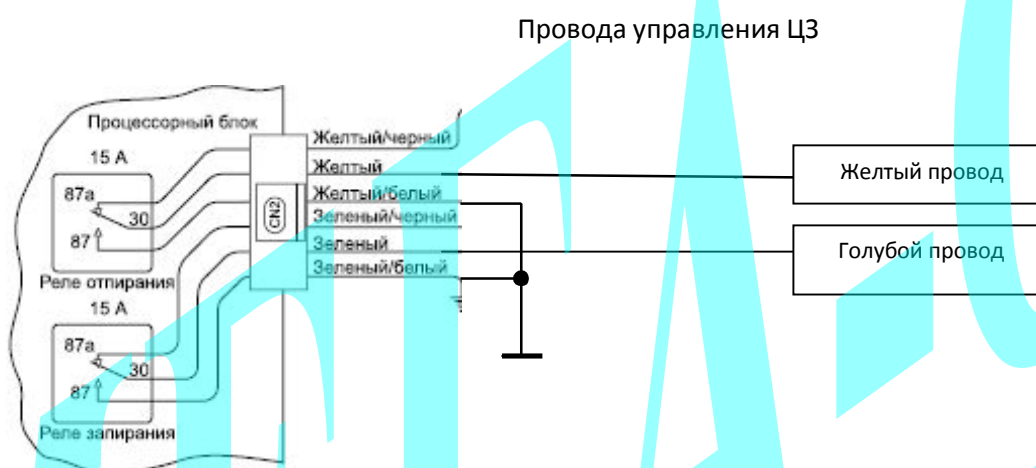 Провода управления ЦЗ
Процессорный блок
15 А
87а
30
87
Реле отпирания
15 А
87а
30
87
Реле запирания
CN2
Желтый/черный
Желтый
Желтый/белый
Зеленый/черный
Зеленый
Зеленый/белый
Желтый провод
Голубой провод